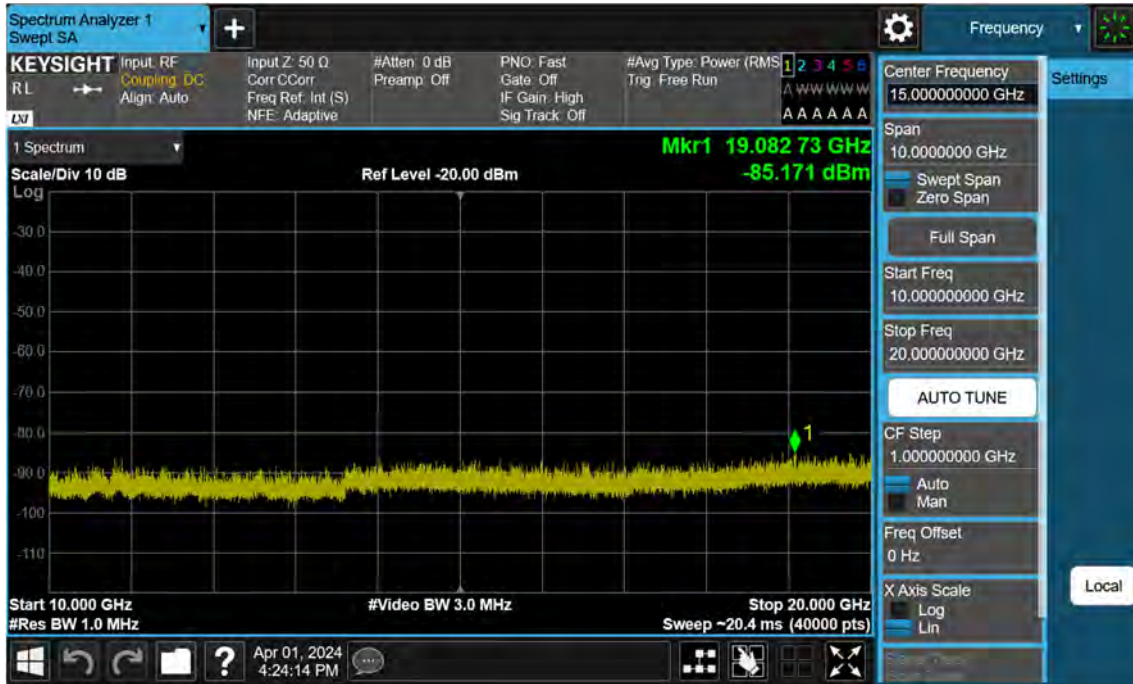 Spectrum Analyzer 1
Swept SA
Frequency
KEYSIGHT
RL
LXI
Input: RF
Coupling: DC
Align: Auto
Input Z: 50 Ω
Corr CCorr
Freq Ref: Int (S)
NFE: Adaptive
#Atten: 0 dB
Preamp: Off
PNO: Fast
Gate: Off
IF Gain: High
Sig Track: Off
#Avg Type: Power (RMS
Trig: Free Run
1 2 3 4 5 6
A W W W W W
A A A A A A
1 Spectrum
Mkr1 19.082 73 GHz
-85.171 dBm
Scale/Div 10 dB
Ref Level -20.00 dBm
Log
-30.0
-40.0
-50.0
-60.0
-70.0
-80.0
-90.0
-100
-110
1
Start 10.000 GHz
#Video BW 3.0 MHz
Stop 20.000 GHz
#Res BW 1.0 MHz
Sweep ~20.4 ms (40000 pts)
Apr 01, 2024
4:24:14 PM
Center Frequency
15.000000000 GHz
Span
10.0000000 GHz
Swept Span
Zero Span
Full Span
Start Freq
10.000000000 GHz
Stop Freq
20.000000000 GHz
AUTO TUNE
CF Step
1.000000000 GHz
Auto
Man
Freq Offset
0 Hz
X Axis Scale
Log
Lin
Settings
Local